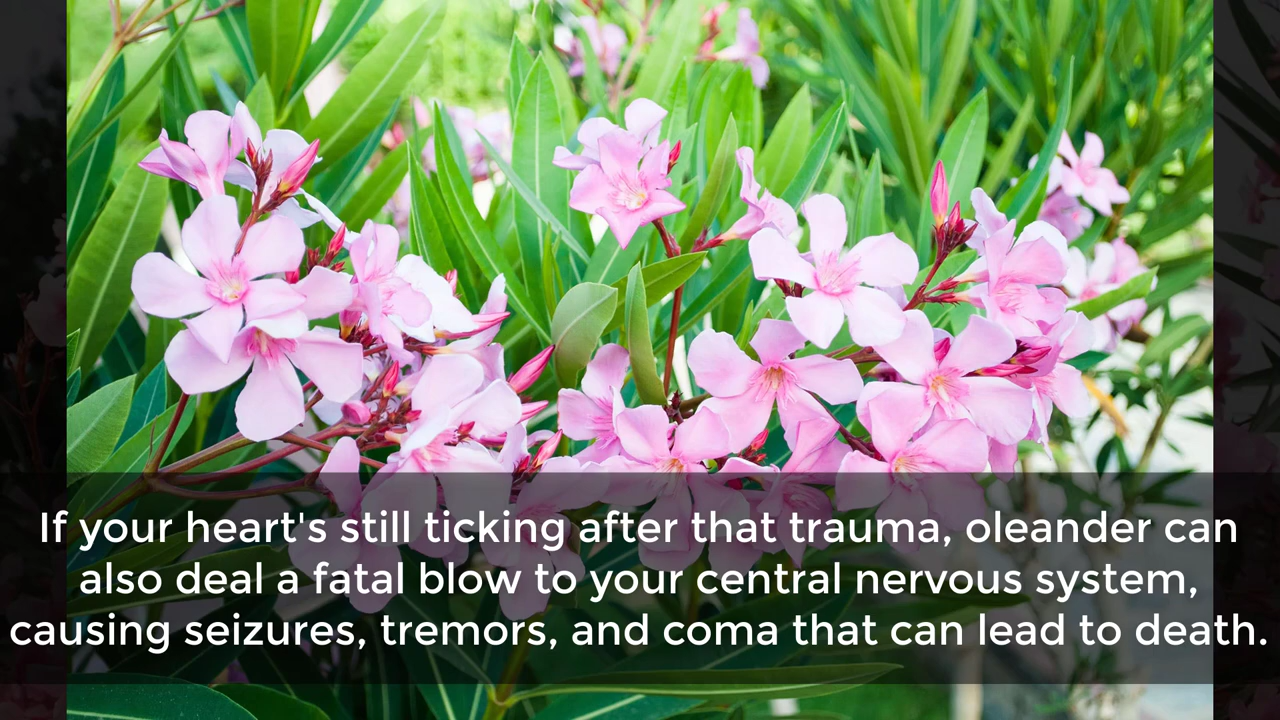 If your heart's still ticking after that trauma, oleander can
also deal a fatal blow to your central nervous system,
causing seizures, tremors, and coma that can lead to death.